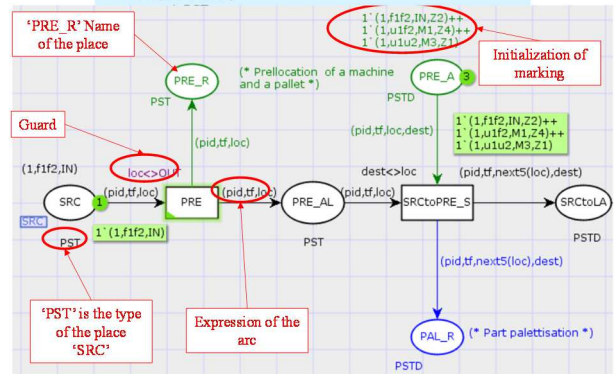 'PRE_R' Name
of the place
1`(1,f1f2,IN,Z2)++
1`(1,u1f2,M1,Z4)++
1`(1,u1u2,M3,Z1)
Initialization of
marking
PRE_R
(* Prellocation of a machine
and a pallet *)
PST
PRE_A
3
PSTD
Guard
(pid,tf,loc)
(pid,tf,loc,dest)
1`(1,f1f2,IN,Z2)++
1`(1,u1f2,M1,Z4)++
1`(1,u1u2,M3,Z1)
(1,f1f2,IN)
loc<>OUT
dest<>loc
(pid,tf,next5(loc),dest)
SRC
1
(pid,tf,loc)
PRE
(pid,tf,loc)
PRE_AL
(pid,tf,loc)
SRCtoPRE_S
SRCtoLA
SRC
PST
1`(1,f1f2,IN)
PST
PSTD
(pid,tf,next5(loc),dest)
'PST' is the type
of the place
'SRC'
Expression of the
arc
PAL_R
(* Part palettisation *)
PSTD